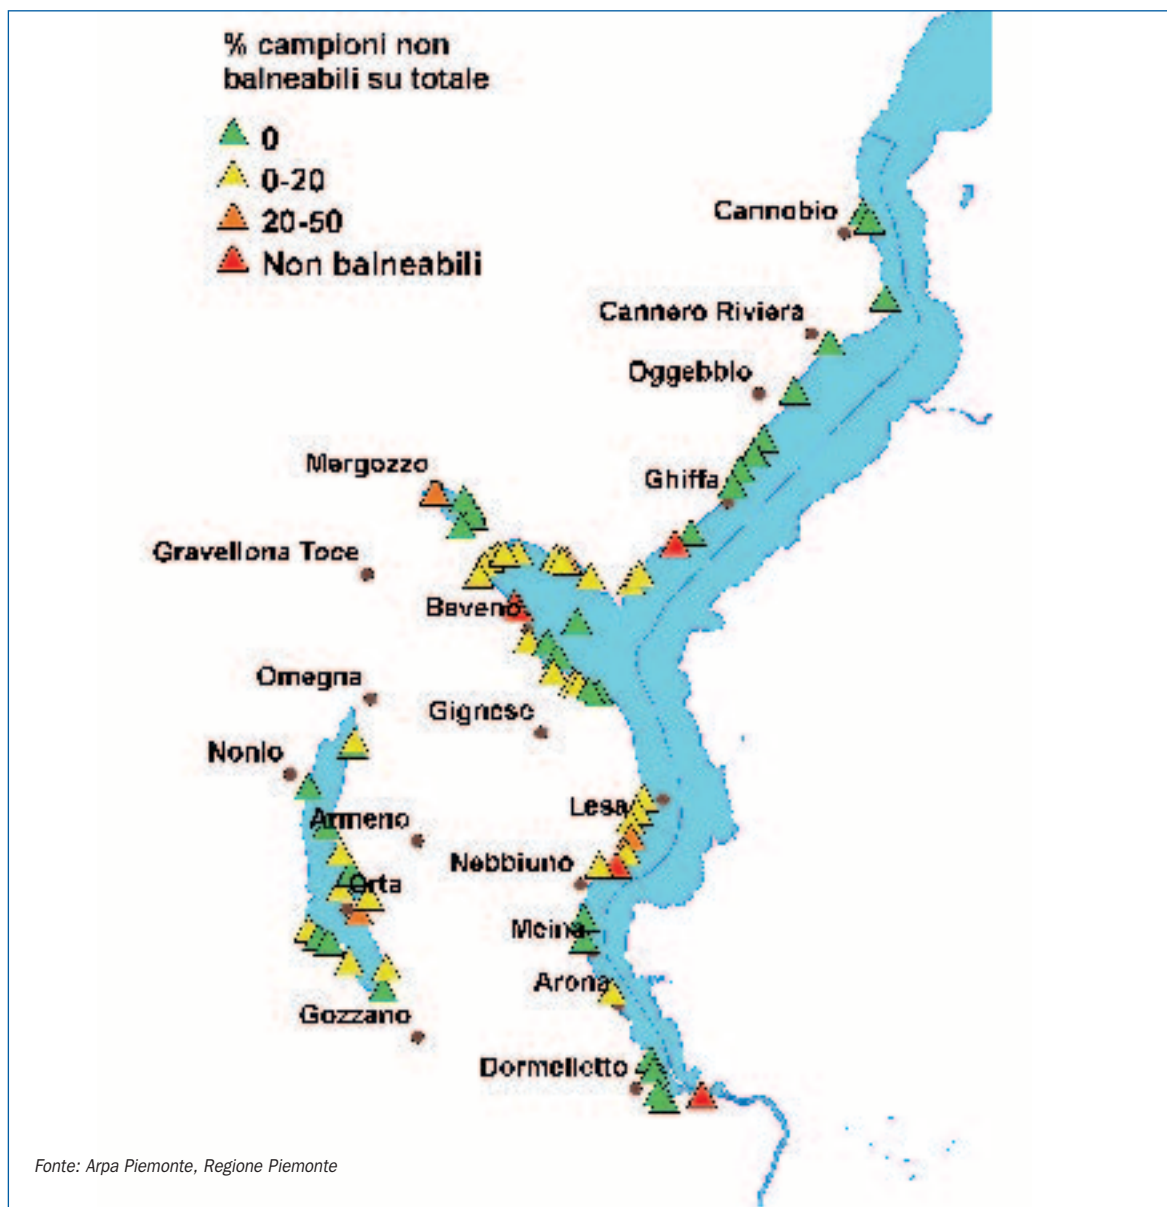 % campioni non
balneabili su totale
0
0-20
20-50
Non balneabili
Cannobio
Cannero Riviera
Oggebbio
Mergozzo
Ghiffa
Gravellona Toce
Baveno
Omegna
Gignese
Nonio
Lesa
Armeno
Nebbiuno
Orta
Meina
Arona
Gozzano
Dormelletto
Fonte: Arpa Piemonte, Regione Piemonte